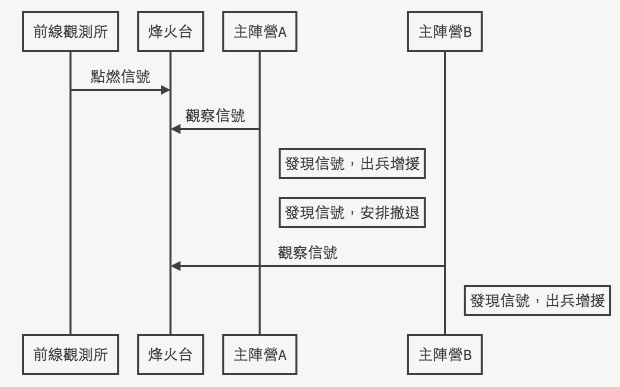 前線觀測所
烽火台
主陣營A
主陣營B
點燃信號
觀察信號
發現信號，出兵增援
發現信號，安排撤退
觀察信號
發現信號，出兵增援
前線觀測所
烽火台
主陣營A
主陣營B